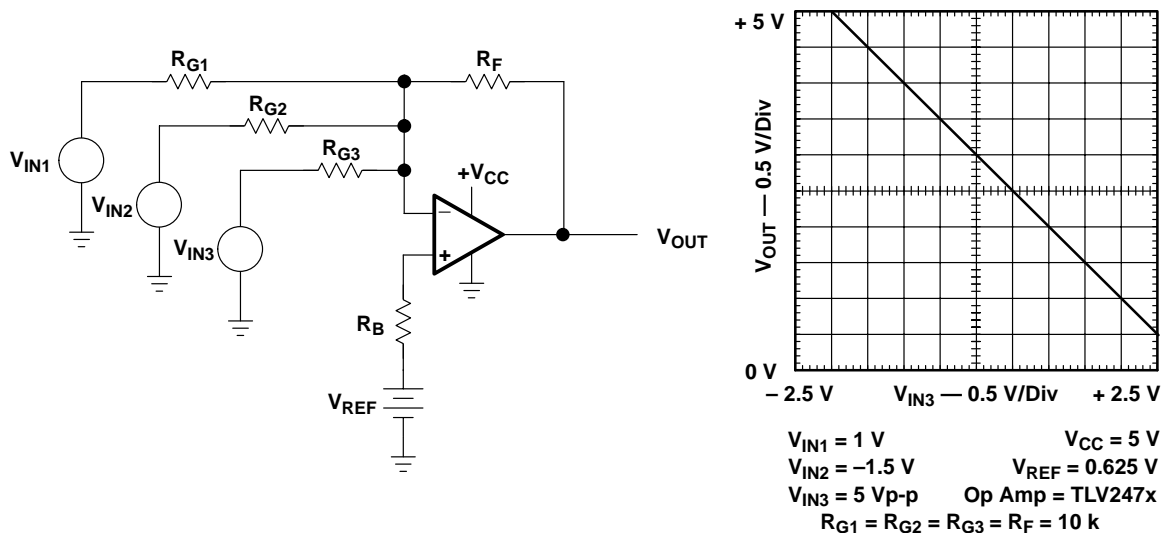 R_G1
R_F
R_G2
R_G3
V_IN1
V_IN2
V_IN3
+V_CC
–
+
V_OUT
R_B
V_REF
+ 5 V
V_OUT — 0.5 V/Div
0 V
– 2.5 V V_IN3 — 0.5 V/Div + 2.5 V
V_IN1 = 1 V V_CC = 5 V
V_IN2 = –1.5 V V_REF = 0.625 V
V_IN3 = 5 Vp-p Op Amp = TLV247x
R_G1 = R_G2 = R_G3 = R_F = 10 k